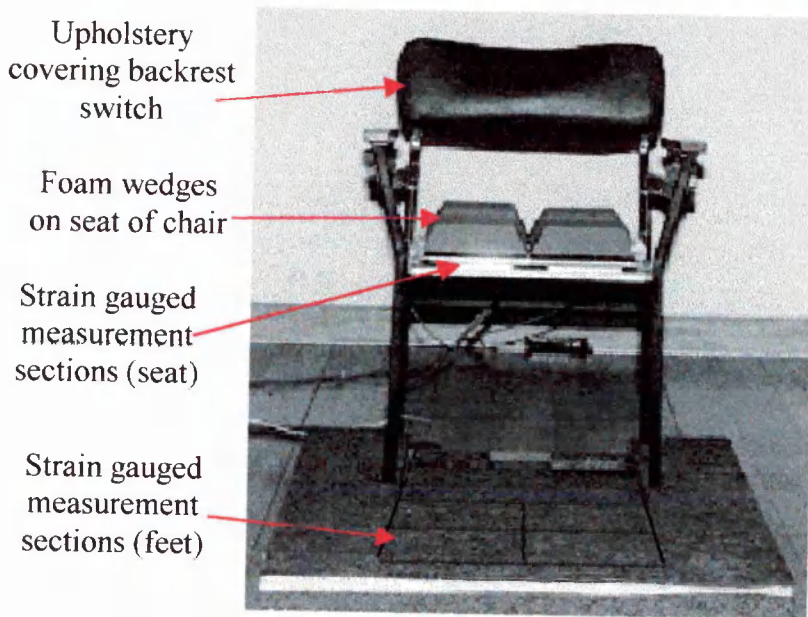 Upholstery
covering backrest
switch
Foam wedges
on seat of chair
Strain gauged
measurement
sections (seat)
Strain gauged
measurement
sections (feet)